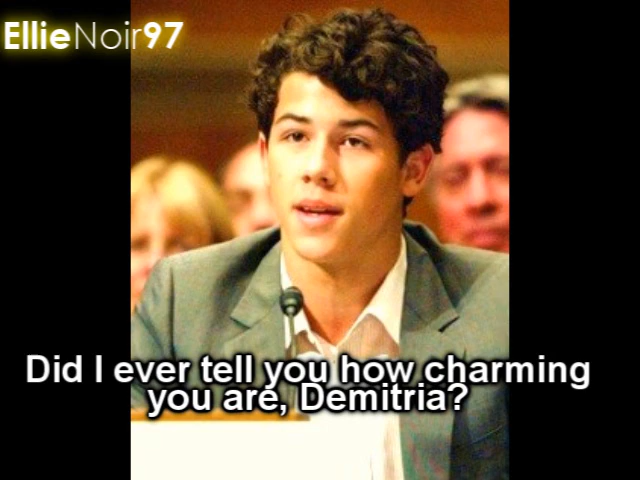 EllieNoir97
Did I ever tell you how charming
you are, Demitria?